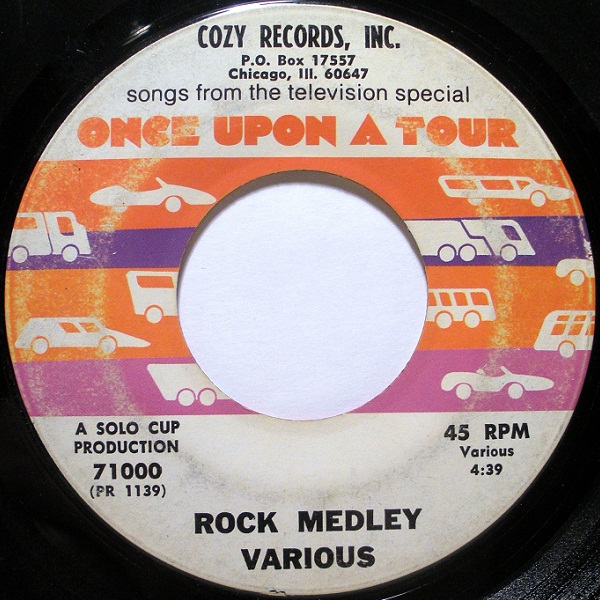 COZY RECORDS, INC.
P.O. Box 17557
Chicago, Ill. 60647
songs from the television special
ONCE UPON A TOUR
A SOLO CUP
PRODUCTION
71000
(PR 1139)
45 RPM
Various
4:39
ROCK MEDLEY
VARIOUS